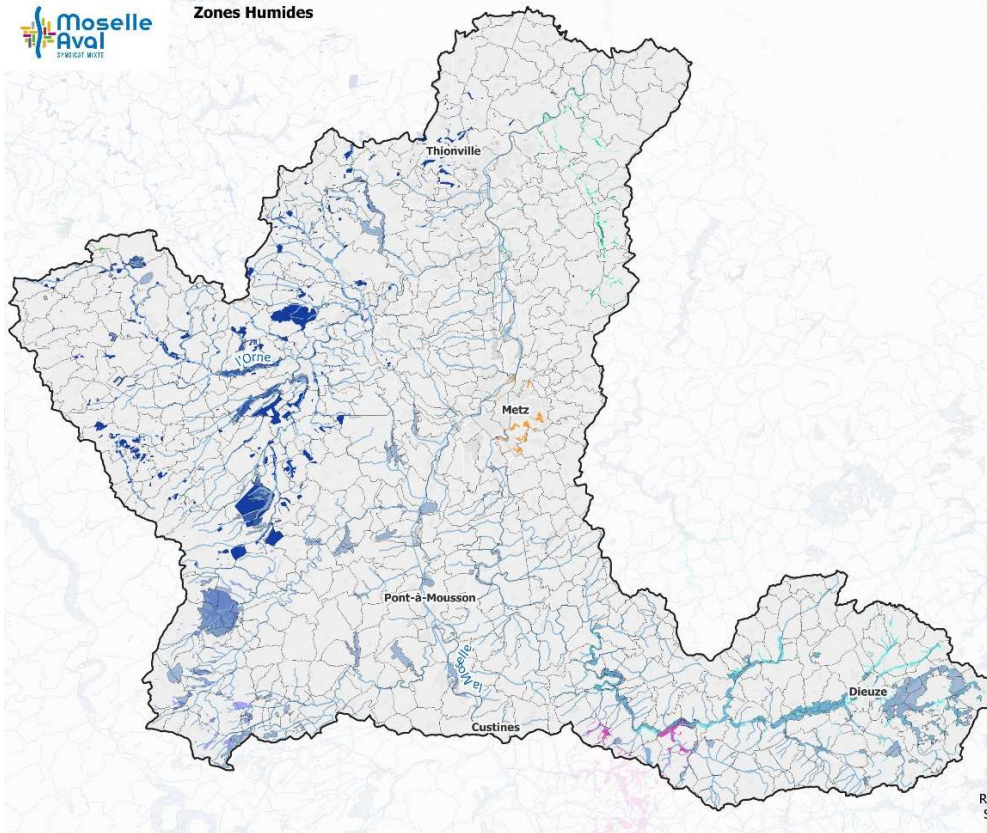 Moselle
Aval
SYNDICAT MIXTE
Zones Humides
Thionville
l'Orne
Metz
Pont-à-Mousson
la Moselle
Dieuze
Custines
R
S